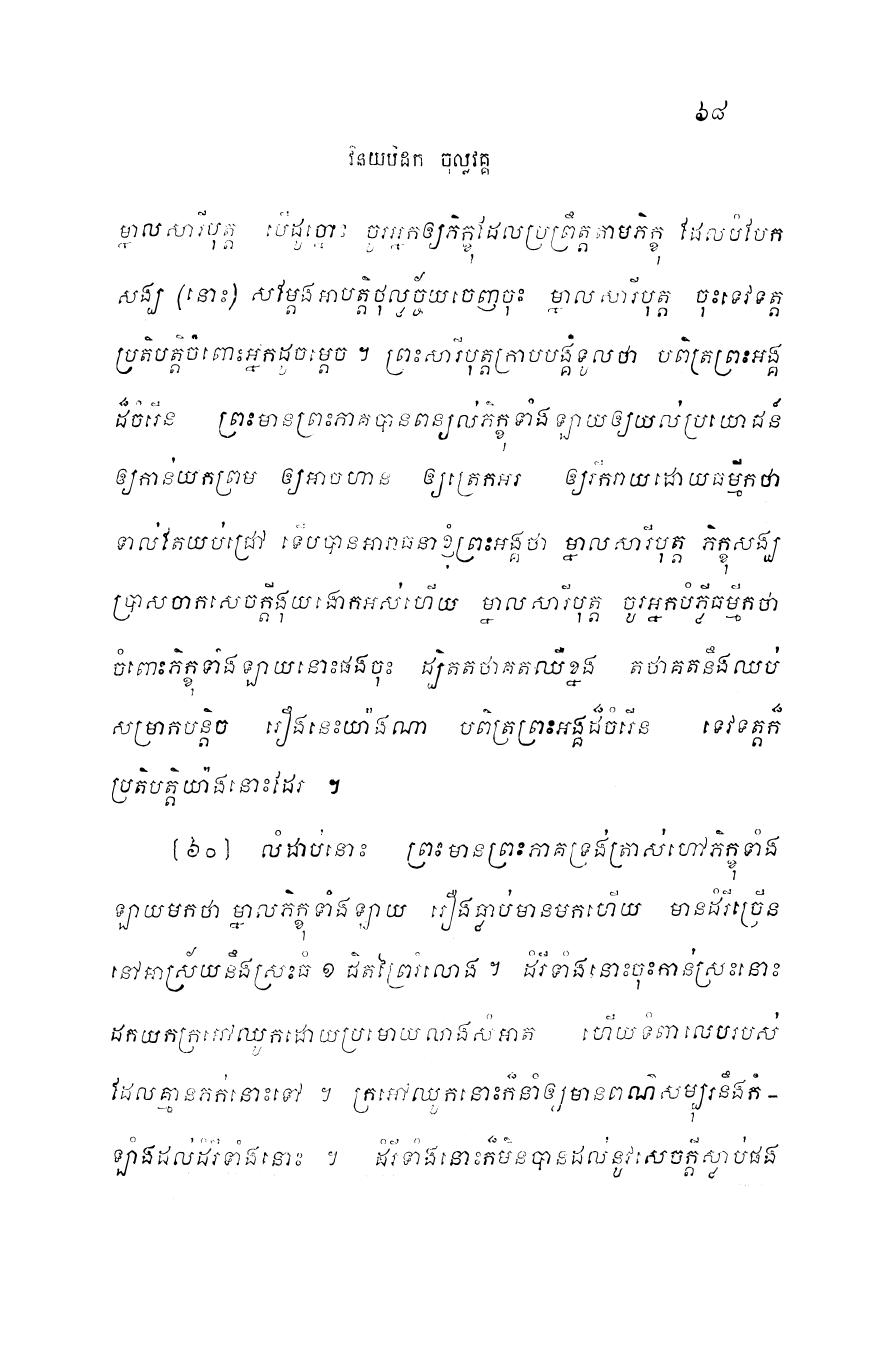 ៦៨
វិនយបិដក ចុល្លវគ្គ
ម្នាលសារីបុត្ត បើដូច្នោះ ចូរអ្នកឲ្យភិក្ខុដែលប្រព្រឹត្តតាមភិក្ខុ ដែលបំបែក
សង្ឃ (នោះ) សម្តែងអាបត្តិថុល្លច្ច័យចេញចុះ ម្នាលសារីបុត្ត ចុះទេវទត្ត
ប្រតិបត្តិចំពោះអ្នកដូចម្តេច ។ ព្រះសារីបុត្តក្រាបបង្គំទូលថា បពិត្រព្រះអង្គ
ដ៏ចំរើន ព្រះមានព្រះភាគបានពន្យល់ភិក្ខុទាំងឡាយឲ្យយល់ប្រយោជន៍
ឲ្យកាន់យកព្រម ឲ្យអាចហាន ឲ្យត្រេកអរ ឲ្យរីករាយដោយធម្មីកថា
ទាល់តែយប់ជ្រៅ ទើបបានអារាធនាខ្ញុំព្រះអង្គថា ម្នាលសារីបុត្ត ភិក្ខុសង្ឃ
ប្រាសចាកសេចក្តីងុយងោកអស់ហើយ ម្នាលសារីបុត្ត ចូរអ្នកបំភ្លឺធម្មីកថា
ចំពោះភិក្ខុទាំងឡាយនោះផងចុះ ដ្បិតតថាគតឈឺខ្នង តថាគតនឹងឈប់
សម្រាកបន្តិច រឿងនេះយ៉ាងណា បពិត្រព្រះអង្គដ៏ចំរើន ទេវទត្តក៏
ប្រតិបត្តិយ៉ាងនោះដែរ ។
[៦០] លំដាប់នោះ ព្រះមានព្រះភាគទ្រង់ត្រាស់ហៅភិក្ខុទាំង
ឡាយមកថា ម្នាលភិក្ខុទាំងឡាយ រឿងធ្លាប់មានមកហើយ មានដំរីច្រើន
នៅអាស្រ័យនឹងស្រះធំ ១ ជិតព្រៃរំលោង ។ ដំរីទាំងនោះចុះកាន់ស្រះនោះ
ដកយកក្រអៅឈូកដោយប្រមោយលាងសំអាត ហើយទំពាលេបរបស់
ដែលគ្មានភក់នោះទៅ ។ ក្រអៅឈូកនោះក៏នាំឲ្យមានពណ៌សម្បុរនឹងកំ –
ឡាំងដល់ដំរីទាំងនោះ ។ ដំរីទាំងនោះក៏មិនបានដល់នូវសេចក្តីស្លាប់ផង